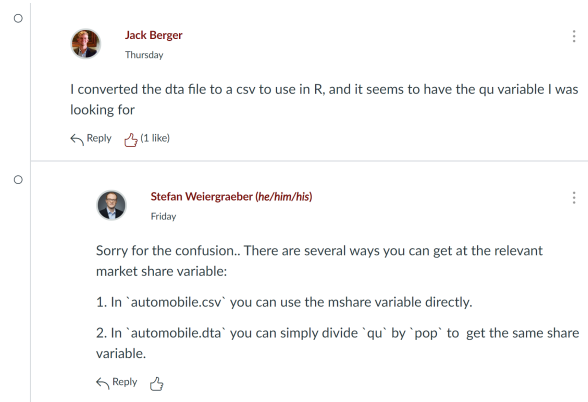 Jack Berger
Thursday
I converted the dta file to a csv to use in R, and it seems to have the qu variable I was
looking for
Reply (1 like)
Stefan Weiergraeber (he/him/his)
Friday
Sorry for the confusion.. There are several ways you can get at the relevant
market share variable:
1. In `automobile.csv` you can use the mshare variable directly.
2. In `automobile.dta` you can simply divide `qu` by `pop` to get the same share
variable.
Reply